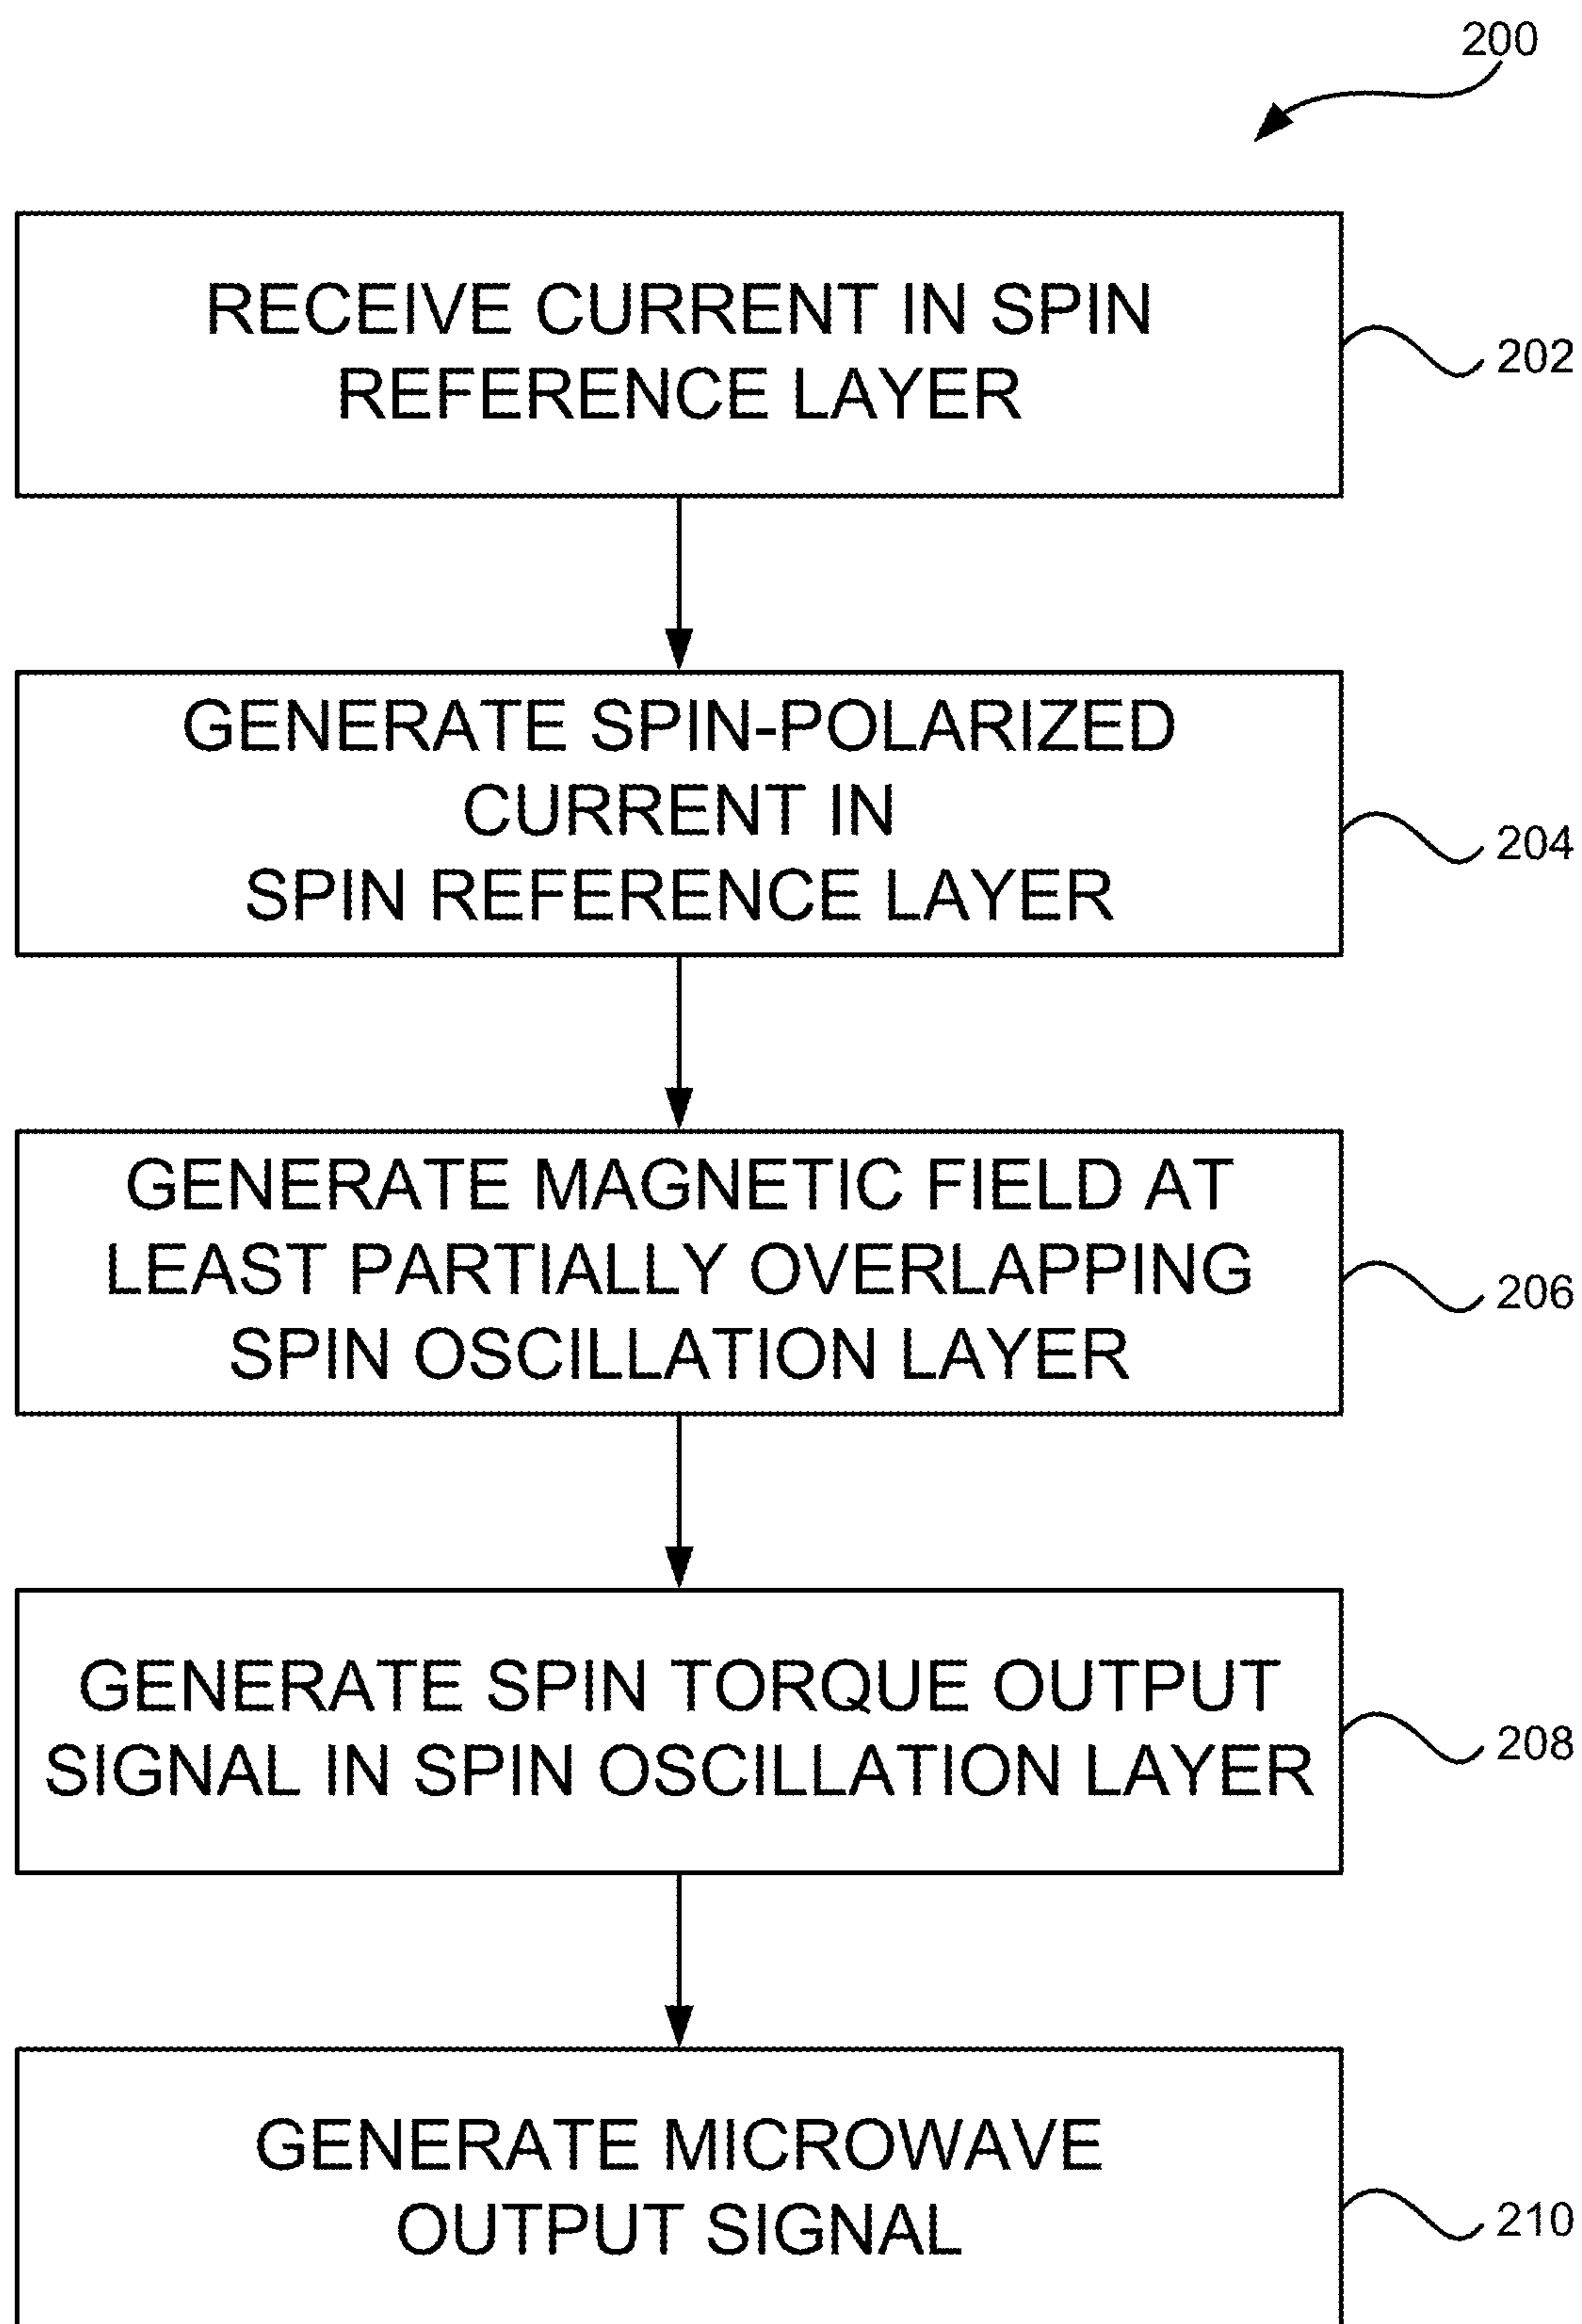 200
RECEIVE CURRENT IN SPIN
REFERENCE LAYER
202
GENERATE SPIN-POLARIZED
CURRENT IN
SPIN REFERENCE LAYER
204
GENERATE MAGNETIC FIELD AT
LEAST PARTIALLY OVERLAPPING
SPIN OSCILLATION LAYER
206
GENERATE SPIN TORQUE OUTPUT
SIGNAL IN SPIN OSCILLATION LAYER
208
GENERATE MICROWAVE
OUTPUT SIGNAL
210